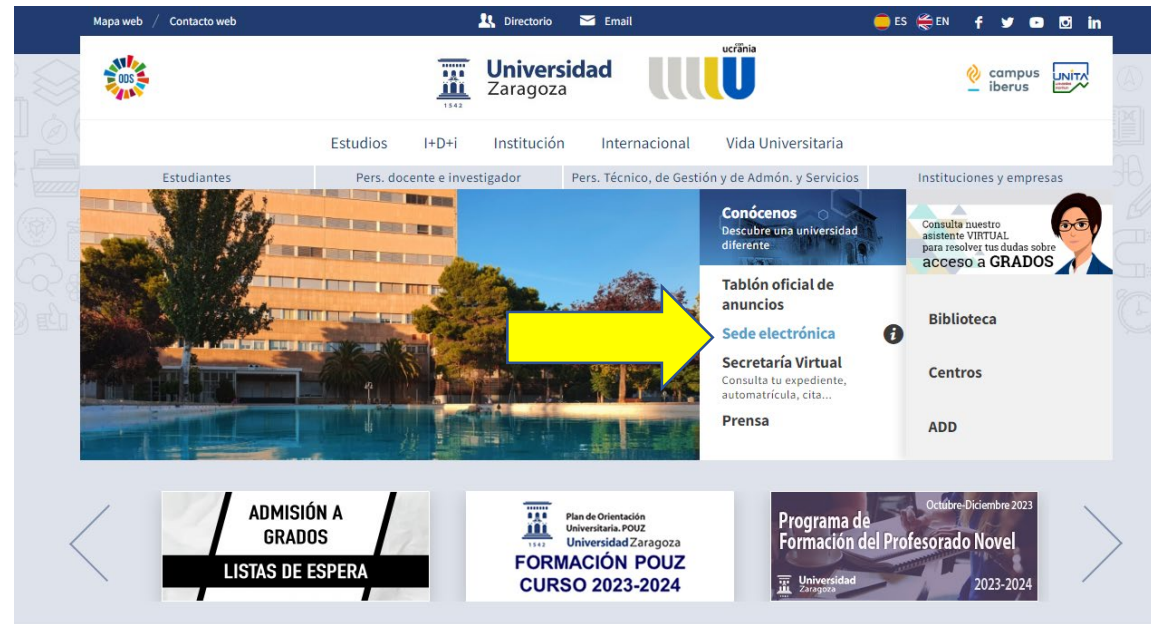 Mapa web / Contacto web
Directorio
Email
ES
EN
ODS
1542
Universidad
Zaragoza
con
ucrania
campus
iberus
UNITA
Estudios
I+D+i
Institución
Internacional
Vida Universitaria
Estudiantes
Pers. docente e investigador
Pers. Técnico, de Gestión y de Admón. y Servicios
Instituciones y empresas
Conócenos
Descubre una universidad
diferente
Consulta nuestro
asistente VIRTUAL
para resolver tus dudas sobre
acceso a GRADOS
Tablón oficial de
anuncios
Sede electrónica
i
Secretaría Virtual
Consulta tu expediente,
automatrícula, cita...
Prensa
Biblioteca
Centros
ADD
ADMISIÓN A
GRADOS
LISTAS DE ESPERA
1542
Plan de Orientación
Universitaria. POUZ
Universidad Zaragoza
FORMACIÓN POUZ
CURSO 2023-2024
Octubre-Diciembre 2023
Programa de
Formación del Profesorado Novel
Universidad
Zaragoza
2023-2024